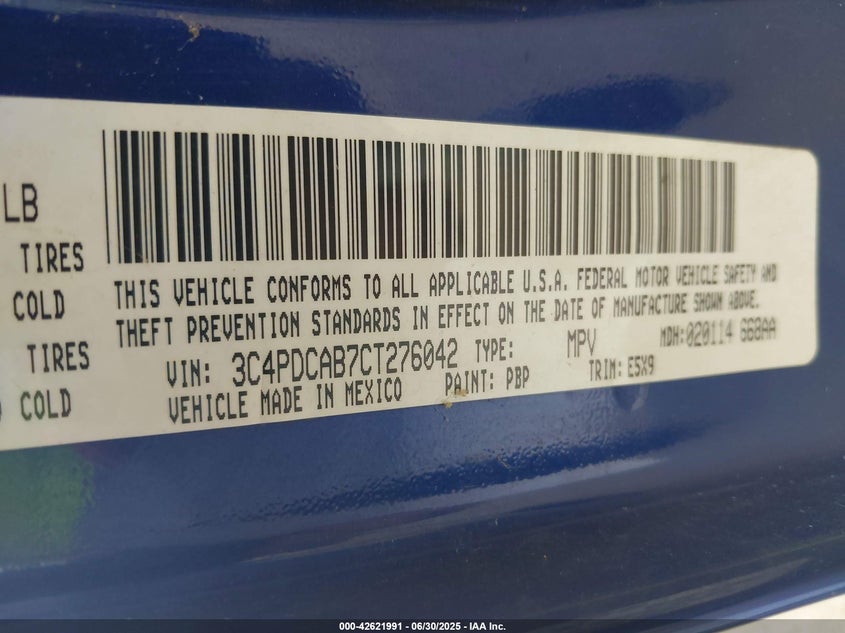 LB
TIRES
COLD
TIRES
COLD
THIS VEHICLE CONFORMS TO ALL APPLICABLE U.S.A. FEDERAL MOTOR VEHICLE SAFETY AND
THEFT PREVENTION STANDARDS IN EFFECT ON THE DATE OF MANUFACTURE SHOWN ABOVE.
VIN: 3C4PDCAB7CT276042 TYPE: MPV MDH:020114 668AA
VEHICLE MADE IN MEXICO PAINT: PBP TRIM: E5X9
000-42621991 - 06/30/2025 - IAA Inc.